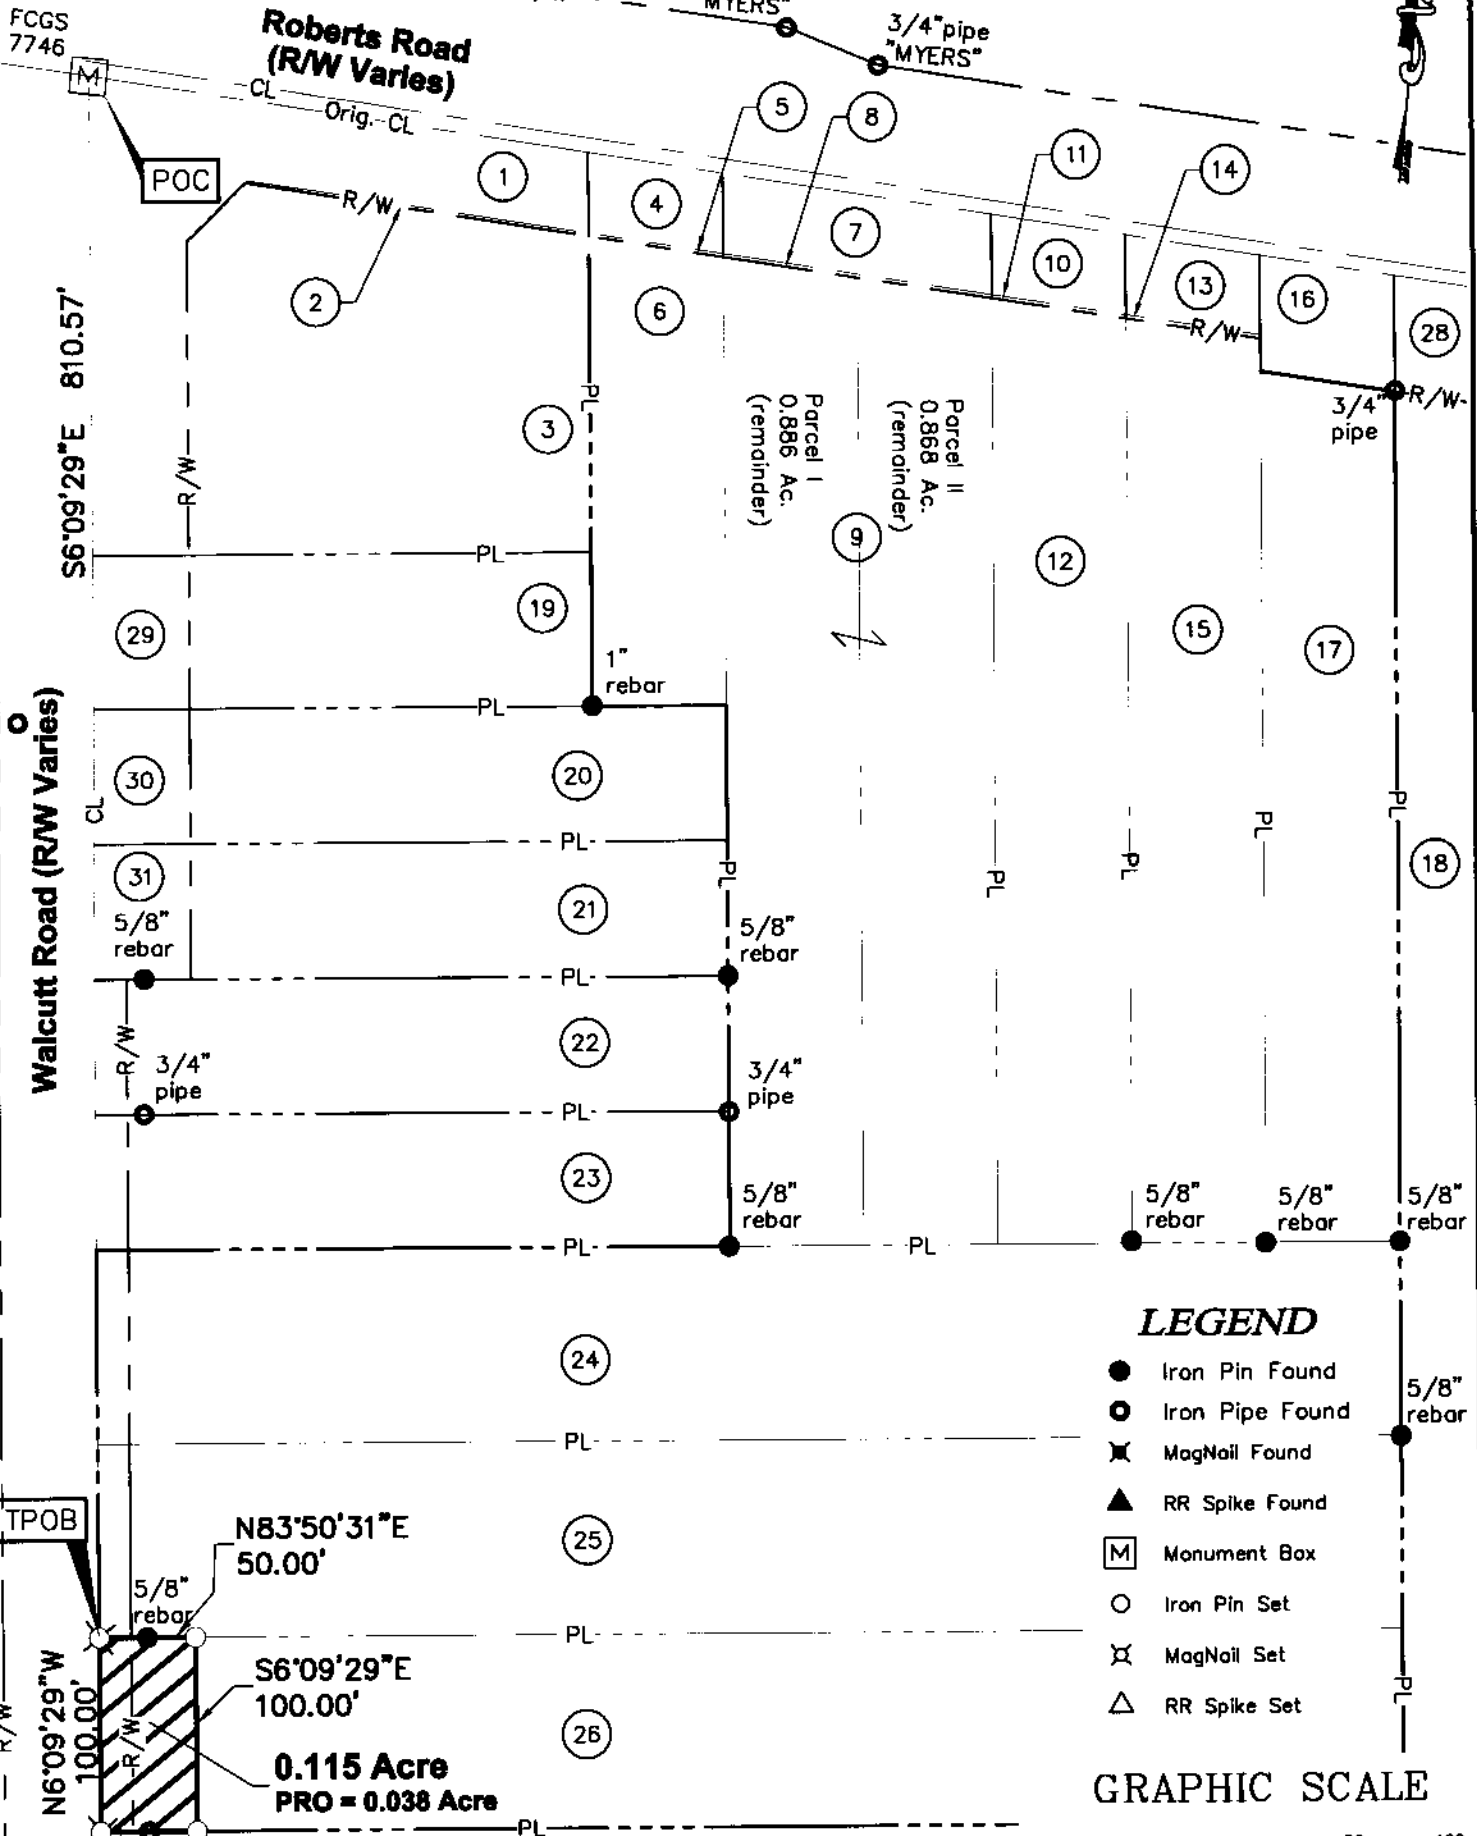 FCGS
7746
M
Roberts Road
(R/W Varies)
MYERS"
3/4"pipe
"MYERS"
CL
Orig. CL
POC
R/W
1
2
3
4
5
6
7
8
9
10
11
12
13
14
15
16
17
18
28
R/W
R/W
3/4"
pipe
S6°09'29"E 810.57'
R/W
PL
Parcel I
0.886 Ac.
(remainder)
Parcel II
0.868 Ac.
(remainder)
PL
19
29
1"
rebar
PL
Walcutt Road (R/W Varies)
CL
30
20
PL
PL
PL
PL
PL
PL
31
21
5/8"
rebar
5/8"
rebar
PL
R/W
22
3/4"
pipe
3/4"
pipe
PL
23
5/8"
rebar
5/8"
rebar
5/8"
rebar
5/8"
rebar
PL
PL
24
5/8"
rebar
PL
TPOB
N83°50'31"E
50.00'
25
5/8"
rebar
PL
PL
N6°09'29"W
100.00'
S6°09'29"E
100.00'
R/W
R/W
26
0.115 Acre
PRO = 0.038 Acre
PL
LEGEND
Iron Pin Found
Iron Pipe Found
MagNail Found
RR Spike Found
M Monument Box
Iron Pin Set
MagNail Set
RR Spike Set
GRAPHIC SCALE